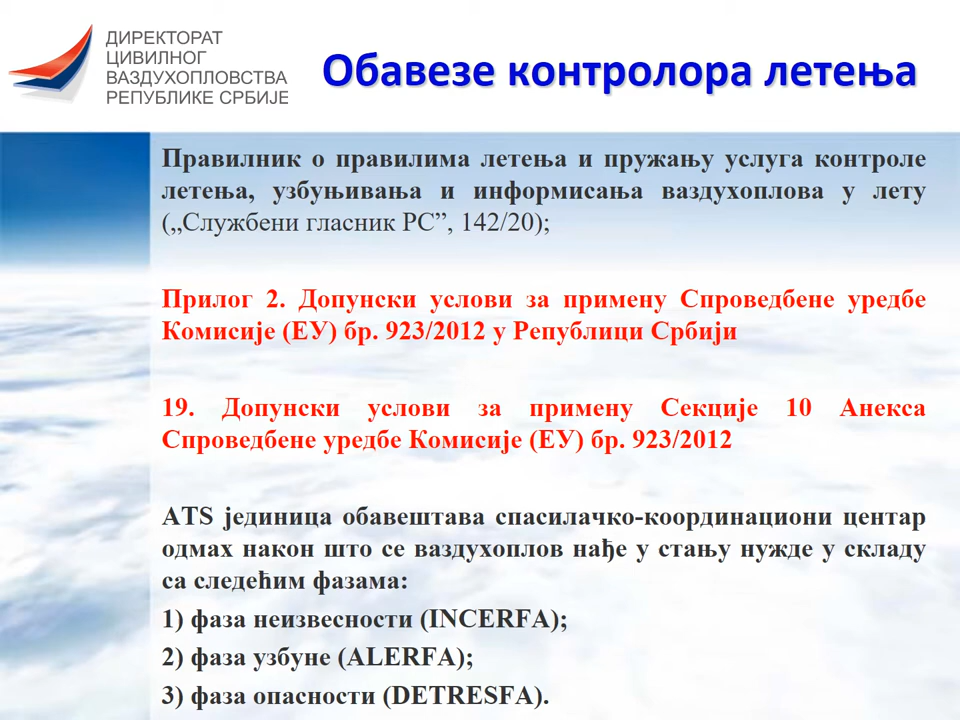 ДИРЕКТОРАТ
ЦИВИЛНОГ
ВАЗДУХОПЛОВСТВА
РЕПУБЛИКЕ СРБИЈЕ
Обавезе контролора летења
Правилник о правилима летења и пружању услуга контроле
летења, узбуњивања и информисања ваздухоплова у лету
(„Службени гласник РС”, 142/20);
Прилог 2. Допунски услови за примену Спроведбене уредбе
Комисије (ЕУ) бр. 923/2012 у Републици Србији
19. Допунски услови за примену Секције 10 Анекса
Спроведбене уредбе Комисије (ЕУ) бр. 923/2012
ATS јединица обавештава спасилачко-координациони центар
одмах након што се ваздухоплов нађе у стању нужде у складу
са следећим фазама:
1) фаза неизвесности (INCERFA);
2) фаза узбуне (ALERFA);
3) фаза опасности (DETRESFA).